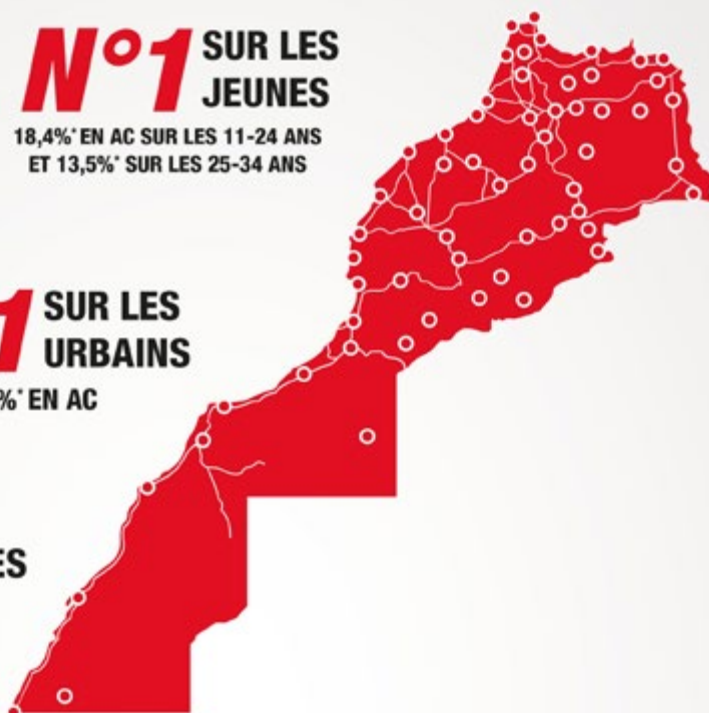 N°1 SUR LES
JEUNES
18,4%* EN AC SUR LES 11-24 ANS
ET 13,5%* SUR LES 25-34 ANS
1 SUR LES
URBAINS
%* EN AC
ES